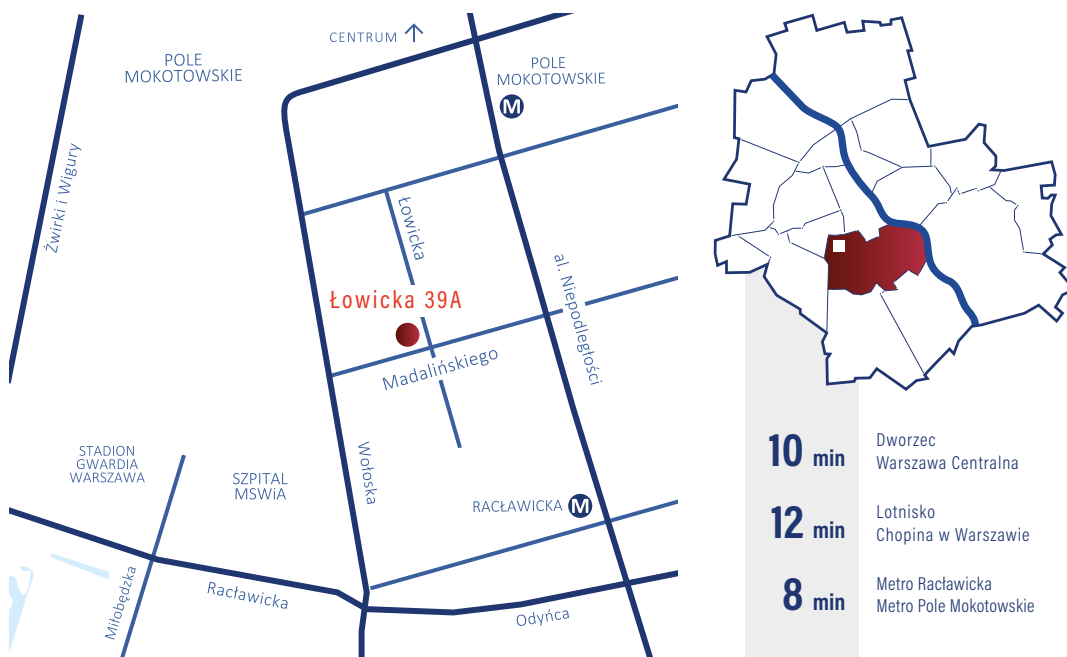 CENTRUM
POLE
MOKOTOWSKIE
POLE
MOKOTOWSKIE
M
Żwirki i Wigury
Łowicka
al. Niepodległości
Łowicka 39A
Madalińskiego
Wołoska
STADION
GWARDIA
WARSZAWA
SZPITAL
MSWiA
RACŁAWICKA M
Miłobędzka
Racławicka
Odyńca
10 min
Dworzec
Warszawa Centralna
12 min
Lotnisko
Chopina w Warszawie
8 min
Metro Racławicka
Metro Pole Mokotowskie